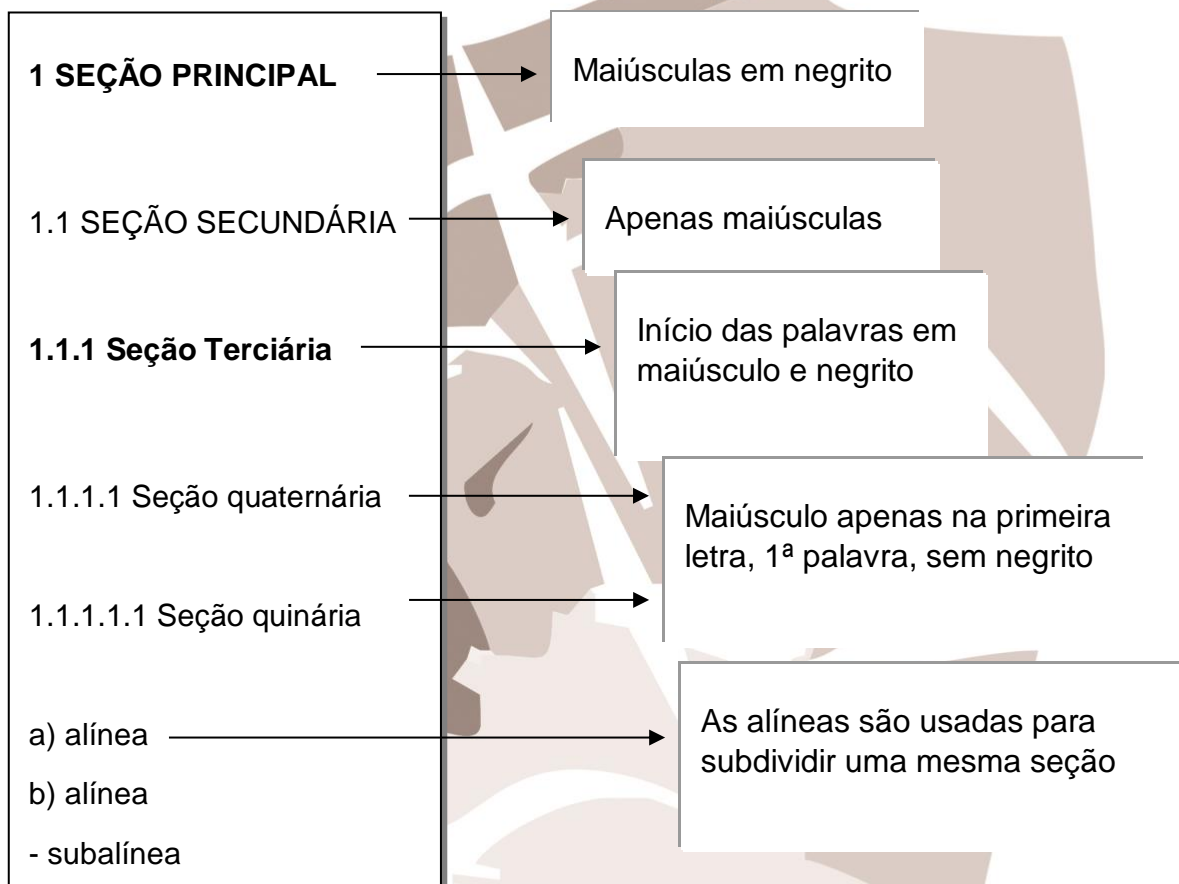 1 SEÇÃO PRINCIPAL
Maiúsculas em negrito
1.1 SEÇÃO SECUNDÁRIA
Apenas maiúsculas
1.1.1 Seção Terciária
Início das palavras em
maiúsculo e negrito
1.1.1.1 Seção quaternária
Maiúsculo apenas na primeira
letra, 1ª palavra, sem negrito
1.1.1.1.1 Seção quinária
a) alínea
As alíneas são usadas para
subdividir uma mesma seção
b) alínea
- subalínea